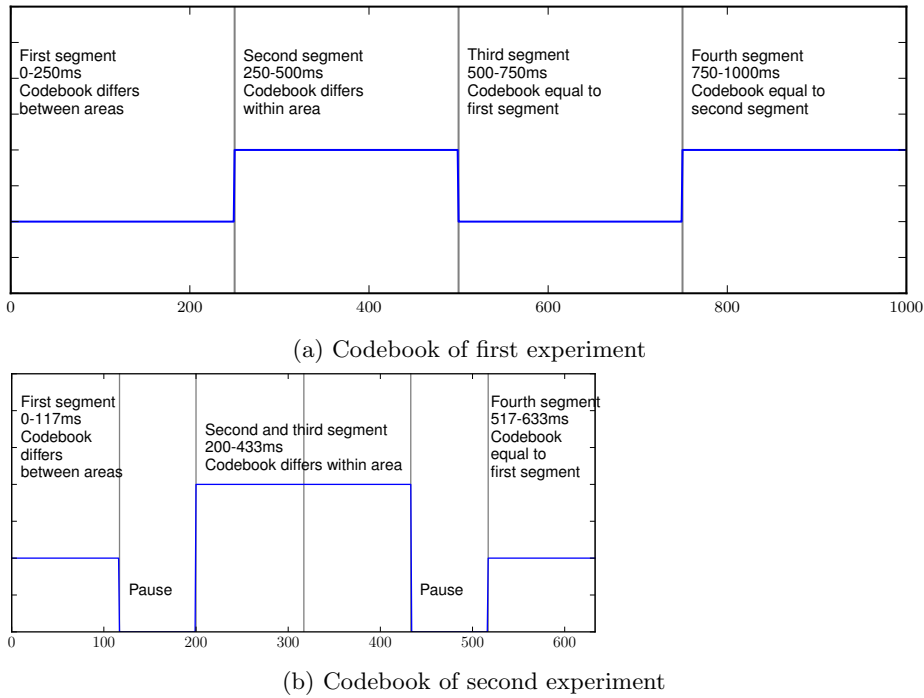 First segment
0-250ms
Codebook differs
between areas
Second segment
250-500ms
Codebook differs
within area
Third segment
500-750ms
Codebook equal to
first segment
Fourth segment
750-1000ms
Codebook equal to
second segment
0 200 400 600 800 1000
(a) Codebook of first experiment
First segment
0-117ms
Codebook
differs
between areas
Second and third segment
200-433ms
Codebook differs within area
Fourth segment
517-633ms
Codebook
equal to
first segment
Pause
Pause
0 100 200 300 400 500 600
(b) Codebook of second experiment